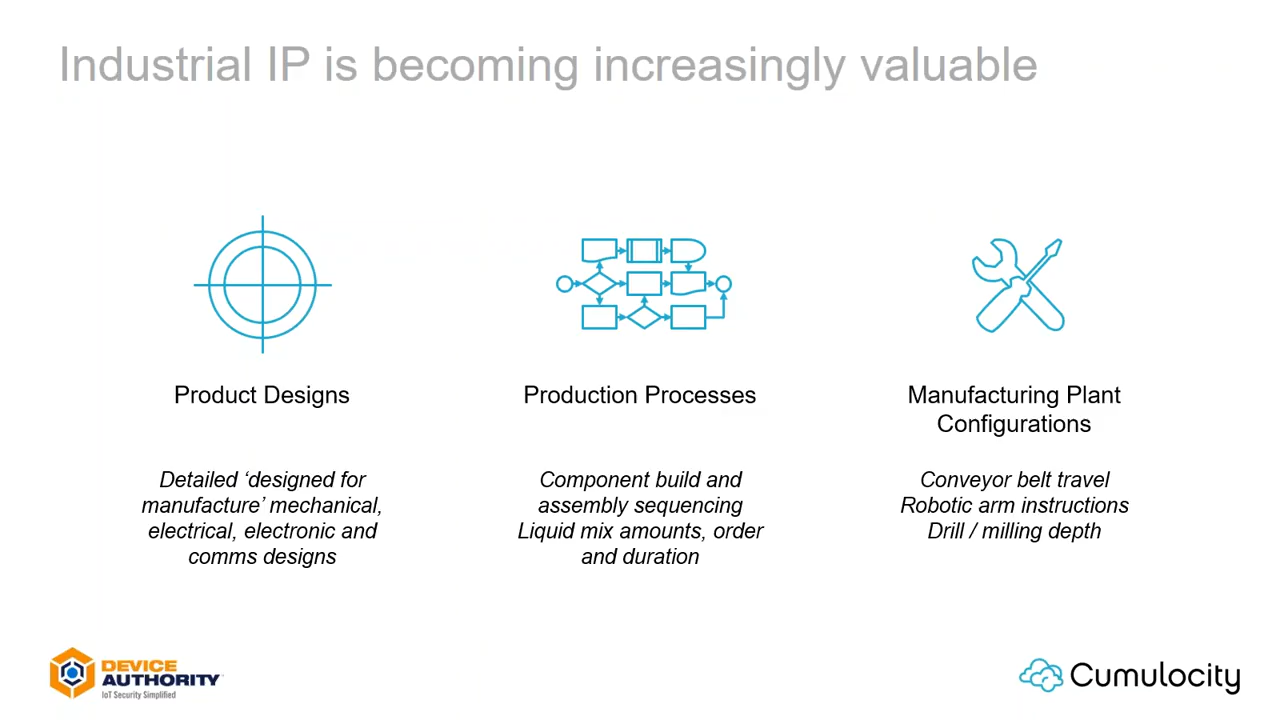 Industrial IP is becoming increasingly valuable
Product Designs
Detailed ‘designed for
manufacture’ mechanical,
electrical, electronic and
comms designs
Production Processes
Component build and
assembly sequencing
Liquid mix amounts, order
and duration
Manufacturing Plant
Configurations
Conveyor belt travel
Robotic arm instructions
Drill / milling depth
DEVICE
AUTHORITY
IoT Security Simplified
Cumulocity